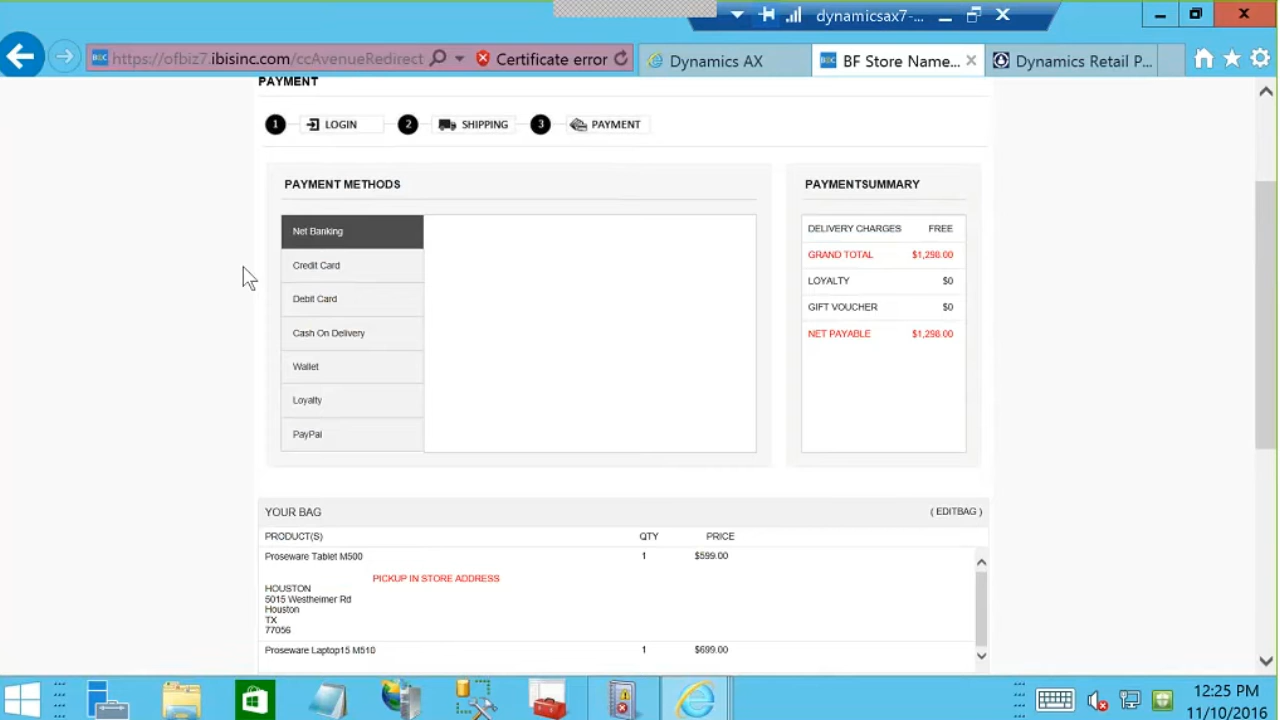 dynamicsax7-...
https://ofbiz7.ibisinc.com/ccAvenueRedirect
Certificate error
Dynamics AX
BF Store Name...
Dynamics Retail P...
PAYMENT
1 LOGIN 2 SHIPPING 3 PAYMENT
PAYMENT METHODS
Net Banking
Credit Card
Debit Card
Cash On Delivery
Wallet
Loyalty
PayPal
PAYMENTSUMMARY
DELIVERY CHARGES FREE
GRAND TOTAL $1,298.00
LOYALTY $0
GIFT VOUCHER $0
NET PAYABLE $1,298.00
YOUR BAG ( EDITBAG )
PRODUCT(S) QTY PRICE
Proseware Tablet M500 1 $599.00
PICKUP IN STORE ADDRESS
HOUSTON
5015 Westheimer Rd
Houston
TX
77056
Proseware Laptop15 M510 1 $699.00
12:25 PM
11/10/2016